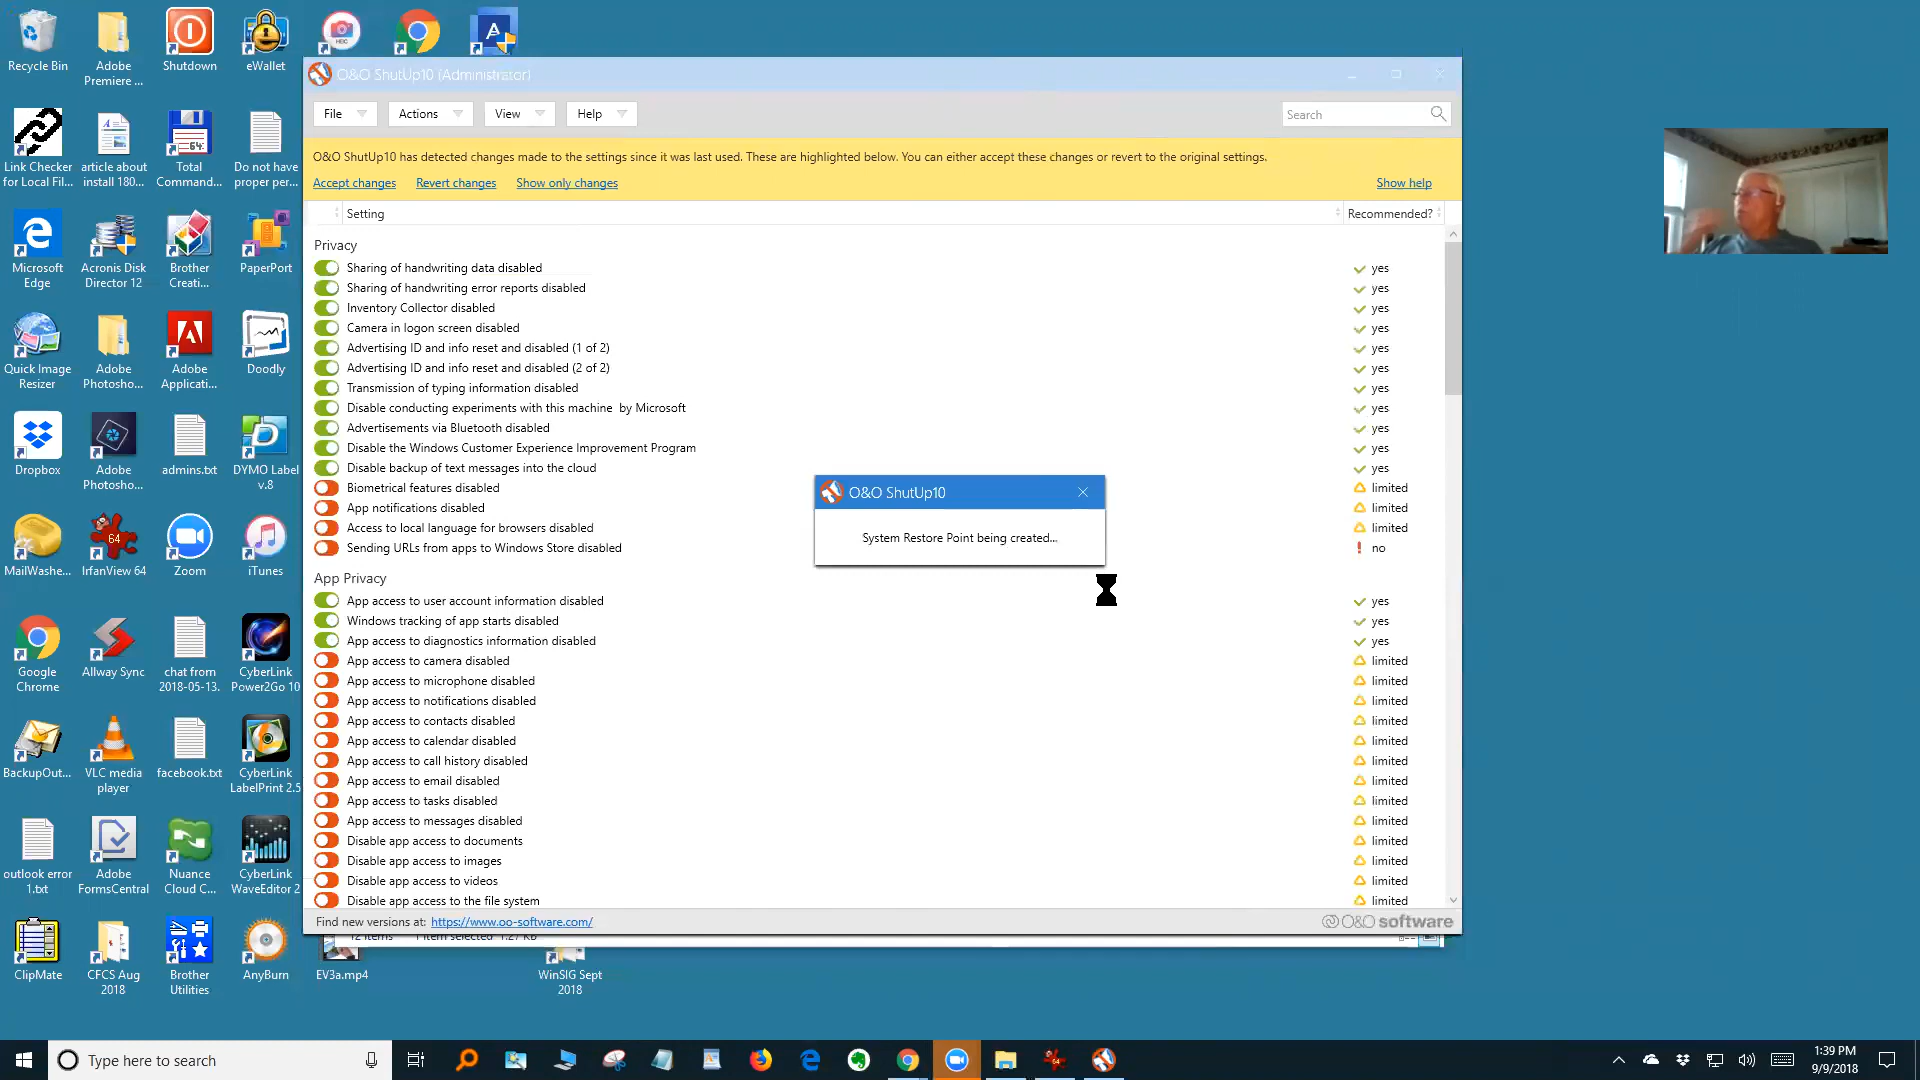 Recycle Bin
Adobe
Premiere ...
Shutdown
eWallet
HEIC
O&O ShutUp10 (Administrator)
File
Actions
View
Help
Search
O&O ShutUp10 has detected changes made to the settings since it was last used. These are highlighted below. You can either accept these changes or revert to the original settings.
Accept changes
Revert changes
Show only changes
Show help
Setting
Recommended?
Privacy
Sharing of handwriting data disabled
yes
Sharing of handwriting error reports disabled
yes
Inventory Collector disabled
yes
Camera in logon screen disabled
yes
Advertising ID and info reset and disabled (1 of 2)
yes
Advertising ID and info reset and disabled (2 of 2)
yes
Transmission of typing information disabled
yes
Disable conducting experiments with this machine  by Microsoft
yes
Advertisements via Bluetooth disabled
yes
Disable the Windows Customer Experience Improvement Program
yes
Disable backup of text messages into the cloud
yes
Biometrical features disabled
limited
App notifications disabled
limited
Access to local language for browsers disabled
limited
Sending URLs from apps to Windows Store disabled
no
App Privacy
App access to user account information disabled
yes
Windows tracking of app starts disabled
yes
App access to diagnostics information disabled
yes
App access to camera disabled
limited
App access to microphone disabled
limited
App access to notifications disabled
limited
App access to contacts disabled
limited
App access to calendar disabled
limited
App access to call history disabled
limited
App access to email disabled
limited
App access to tasks disabled
limited
App access to messages disabled
limited
Disable app access to documents
limited
Disable app access to images
limited
Disable app access to videos
limited
Disable app access to the file system
limited
Find new versions at: https://www.oo-software.com/
O&O software
12 items 1 item selected 1.27 KB
O&O ShutUp10
System Restore Point being created...
Link Checker
for Local Fil...
article about
install 180...
64
Total
Command...
Do not have
proper per...
Microsoft
Edge
Acronis Disk
Director 12
Brother
Creati...
PaperPort
Quick Image
Resizer
Adobe
Photosho...
Adobe
Applicati...
Doodly
Dropbox
Adobe
Photosho...
admins.txt
DYMO Label
v.8
MailWashe...
64
IrfanView 64
Zoom
iTunes
Google
Chrome
Allway Sync
chat from
2018-05-13.
CyberLink
Power2Go 10
BackupOut...
VLC media
player
facebook.txt
CyberLink
LabelPrint 2.5
outlook error
1.txt
Adobe
FormsCentral
Nuance
Cloud C...
CyberLink
WaveEditor 2
ClipMate
CFCS Aug
2018
Brother
Utilities
AnyBurn
EV3a.mp4
WinSIG Sept
2018
Type here to search
1:39 PM
9/9/2018